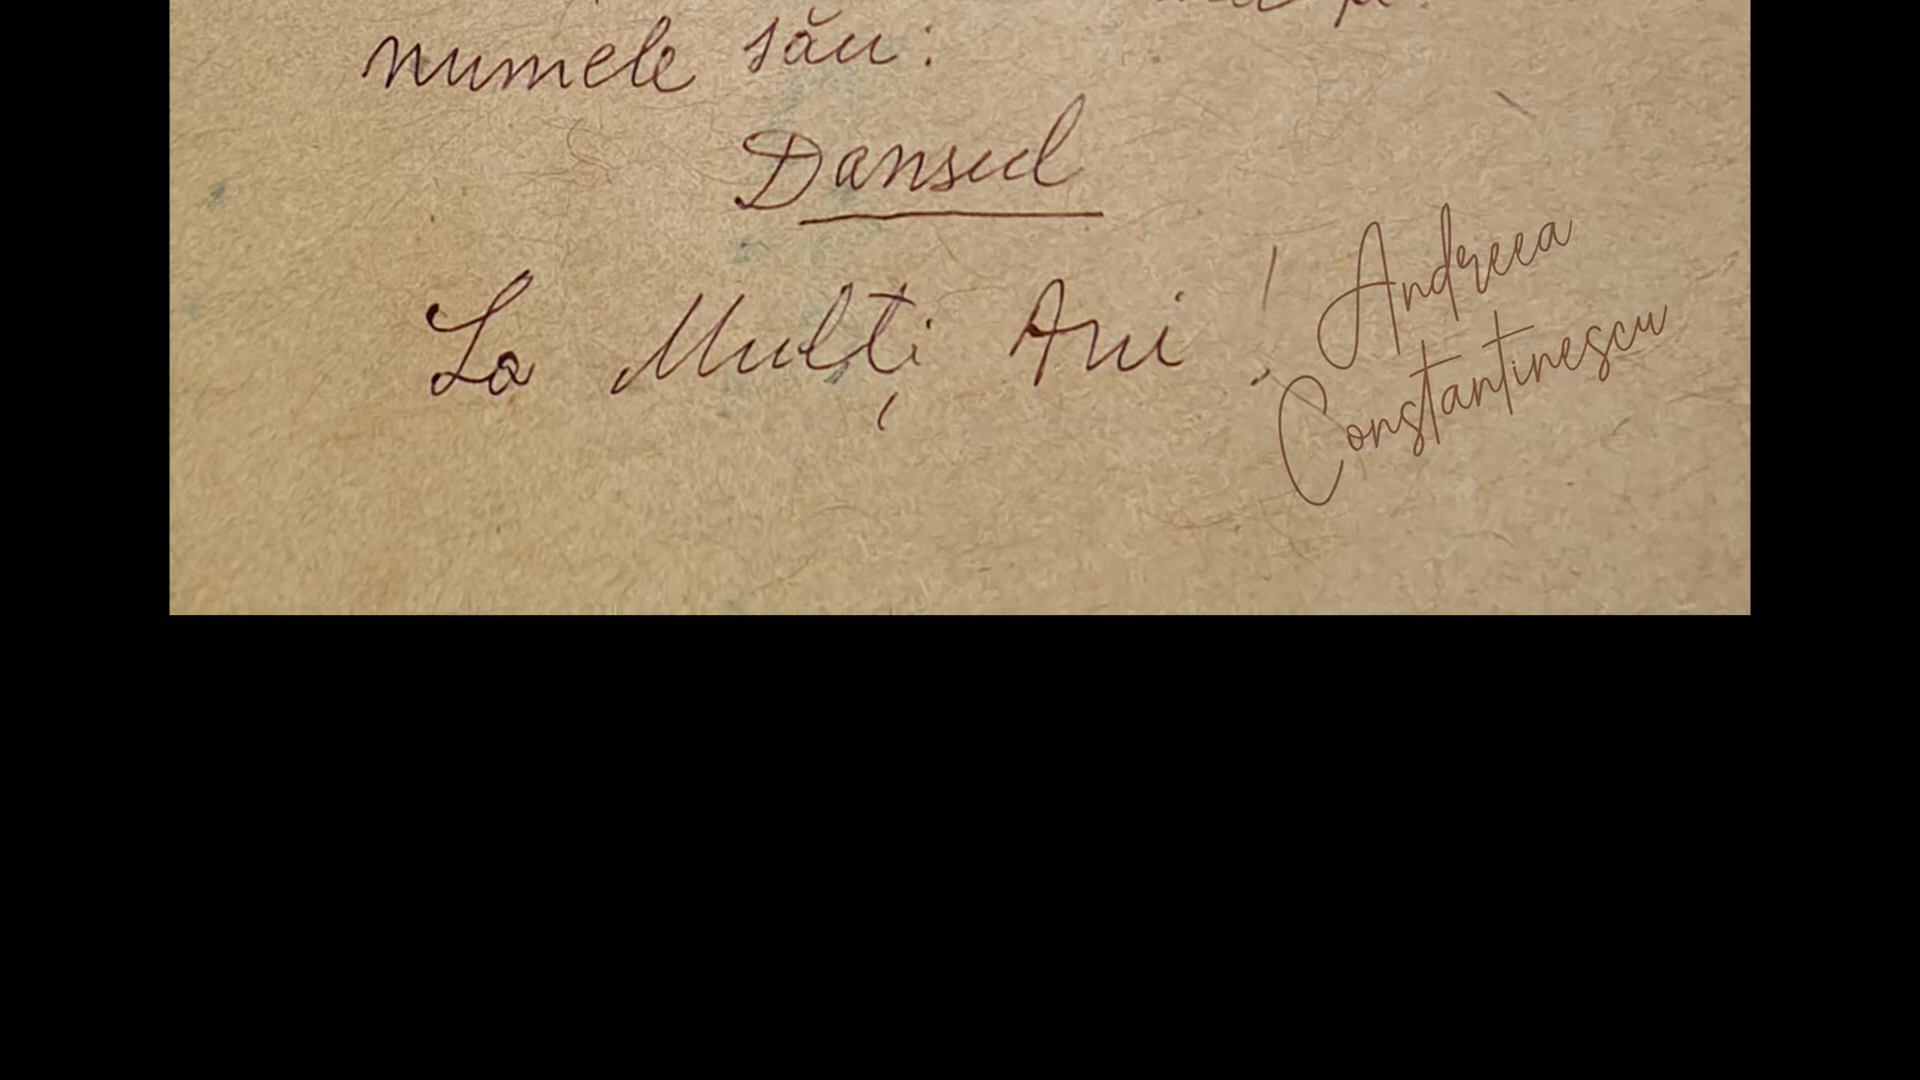 numele său:
Dansul
La Mulți Ani!
Andreea
Constantinescu